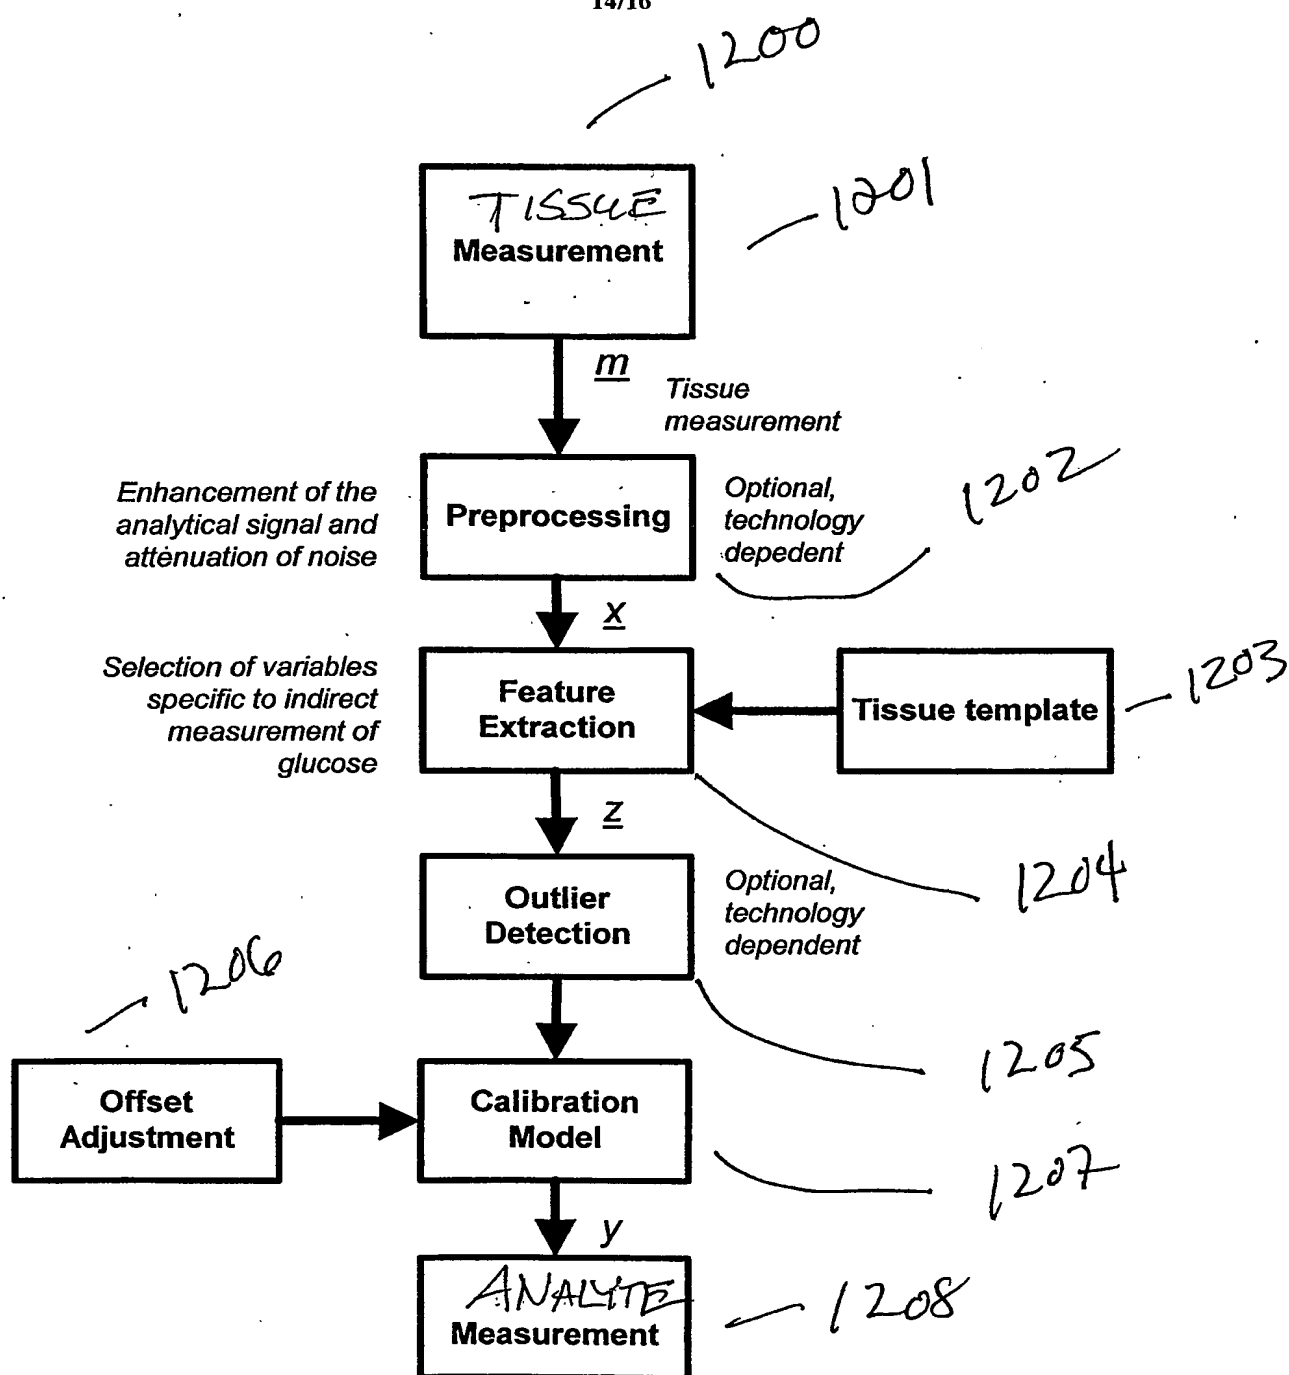 14/16
1200
TISSUE
Measurement
1201
m
Tissue
measurement
Enhancement of the
analytical signal and
attenuation of noise
Preprocessing
Optional,
technology
depedent
1202
x
Selection of variables
specific to indirect
measurement of
glucose
Feature
Extraction
Tissue template
1203
z
1204
Outlier
Detection
Optional,
technology
dependent
1206
1205
Offset
Adjustment
Calibration
Model
1207
y
ANALYTE
Measurement
1208